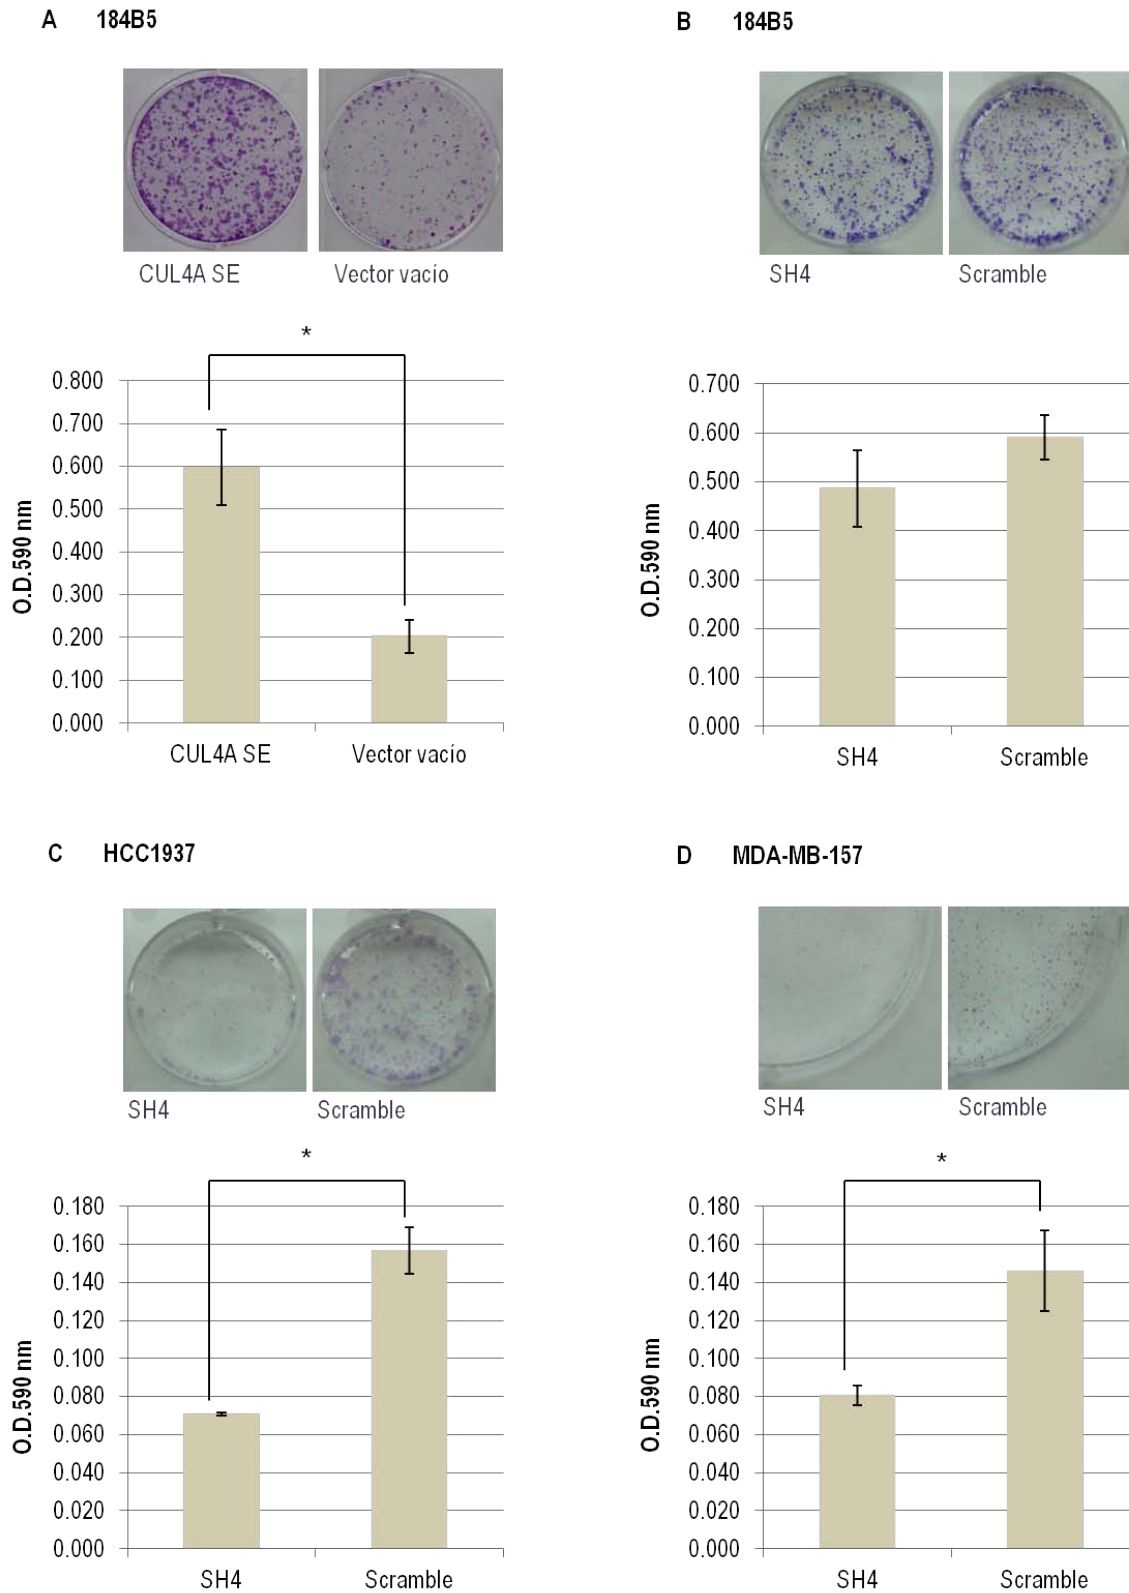 A 184B5
CUL4A SE Vector vacío
*
0.800
0.700
0.600
0.500
0.400
0.300
0.200
0.100
0.000
O.D.590 nm
CUL4A SE Vector vacío
B 184B5
SH4 Scramble
0.700
0.600
0.500
0.400
0.300
0.200
0.100
0.000
O.D.590 nm
SH4 Scramble
C HCC1937
SH4 Scramble
*
0.180
0.160
0.140
0.120
0.100
0.080
0.060
0.040
0.020
0.000
O.D.590 nm
SH4 Scramble
D MDA-MB-157
SH4 Scramble
*
0.180
0.160
0.140
0.120
0.100
0.080
0.060
0.040
0.020
0.000
O.D.590 nm
SH4 Scramble